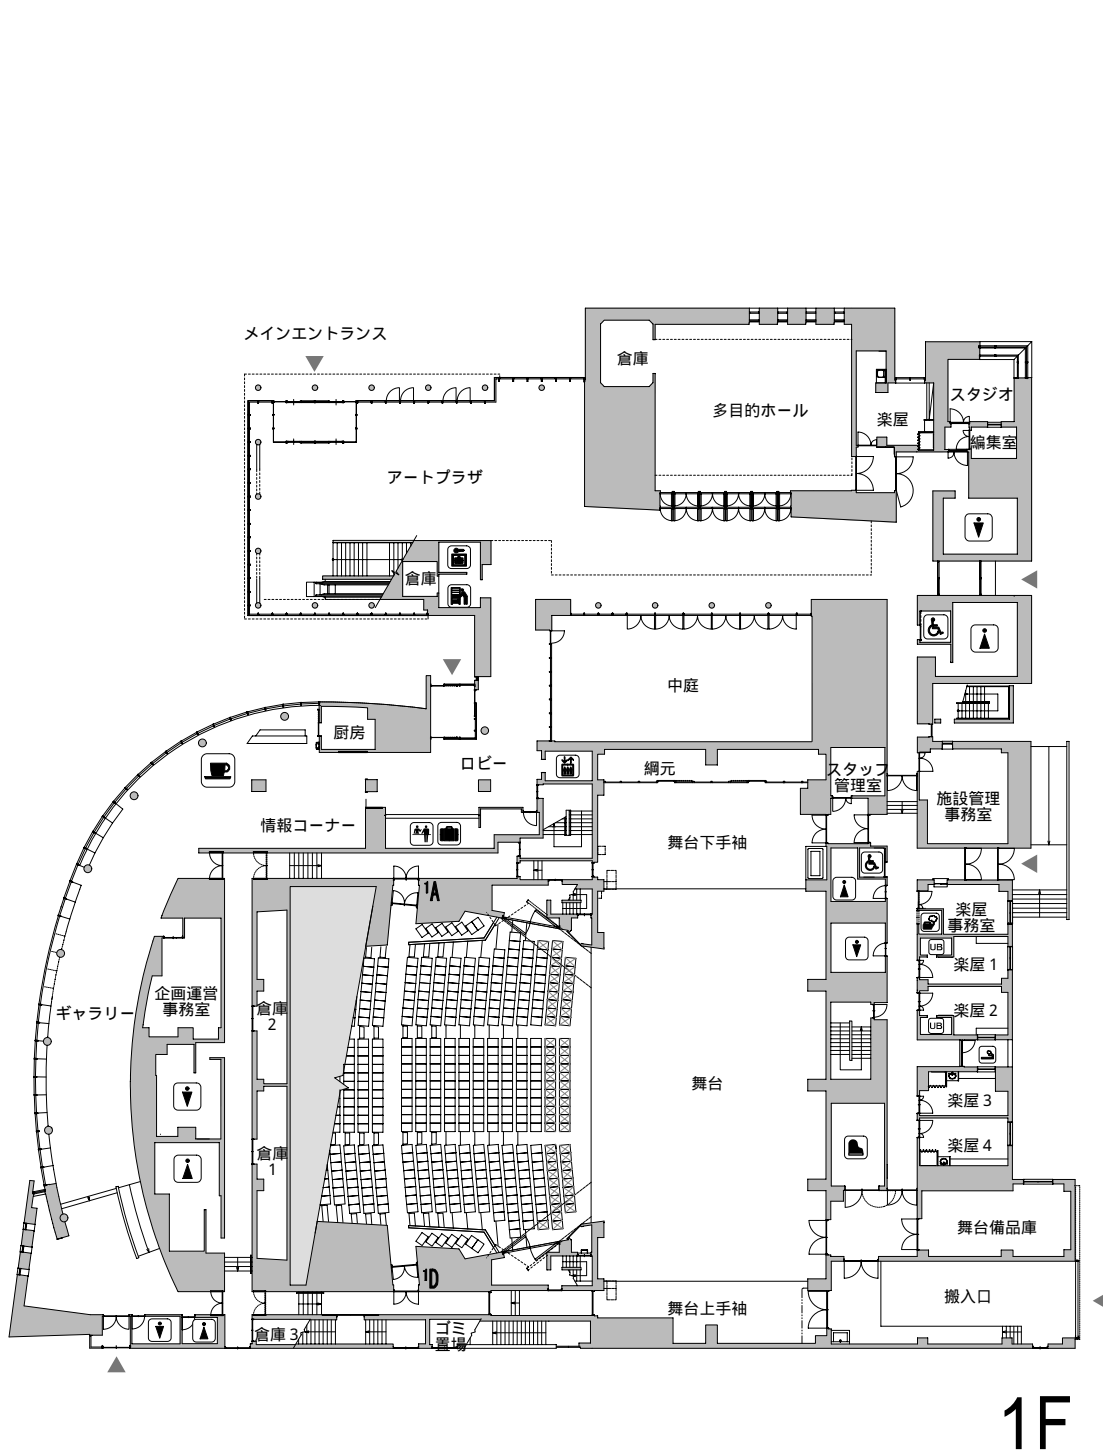 メインエントランス
倉庫
多目的ホール
楽屋
スタジオ
編集室
アートプラザ
倉庫
中庭
厨房
ロビー
綱元
スタッフ
管理室
施設管理
事務室
情報コーナー
舞台下手袖
1A
楽屋
事務室
UB
楽屋 1
企画運営
事務室
ギャラリー
倉庫
2
楽屋 2
UB
舞台
楽屋 3
倉庫
1
楽屋 4
舞台備品庫
1D
舞台上手袖
搬入口
倉庫 3
ゴミ
置場
1F